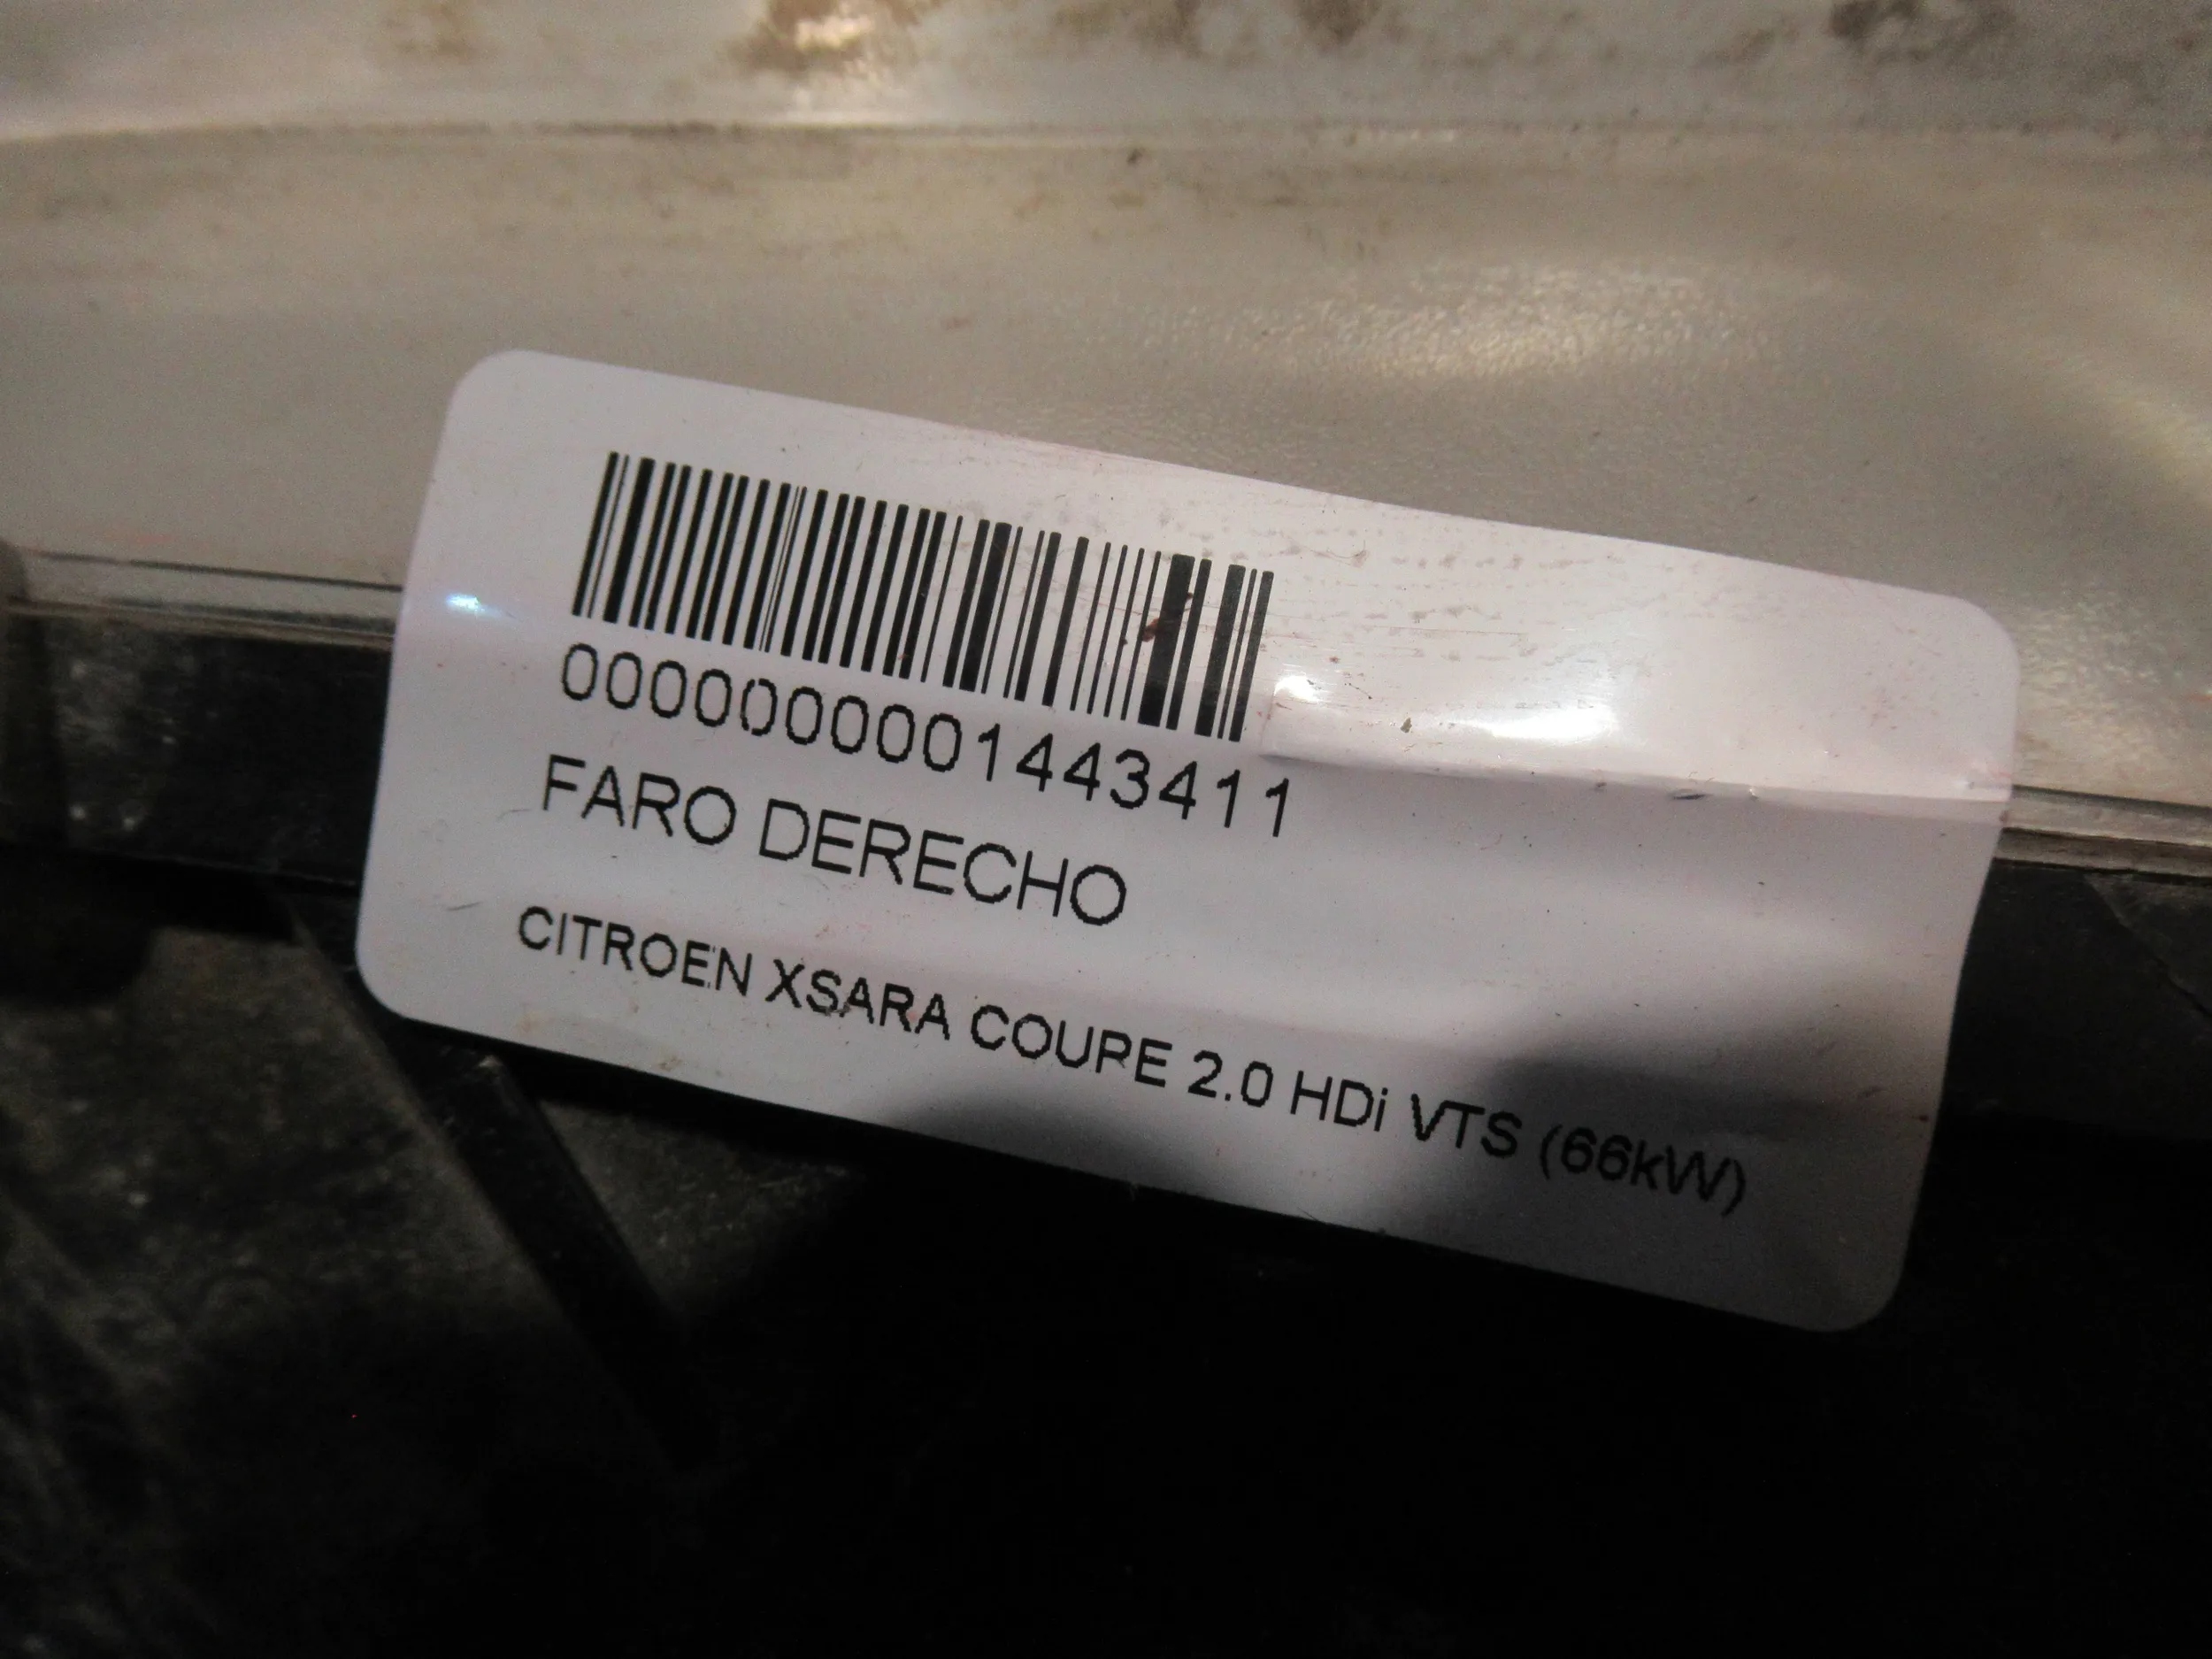 0000000001443411
FARO DERECHO
CITROEN XSARA COUPE 2.0 HDi VTS (66kW)